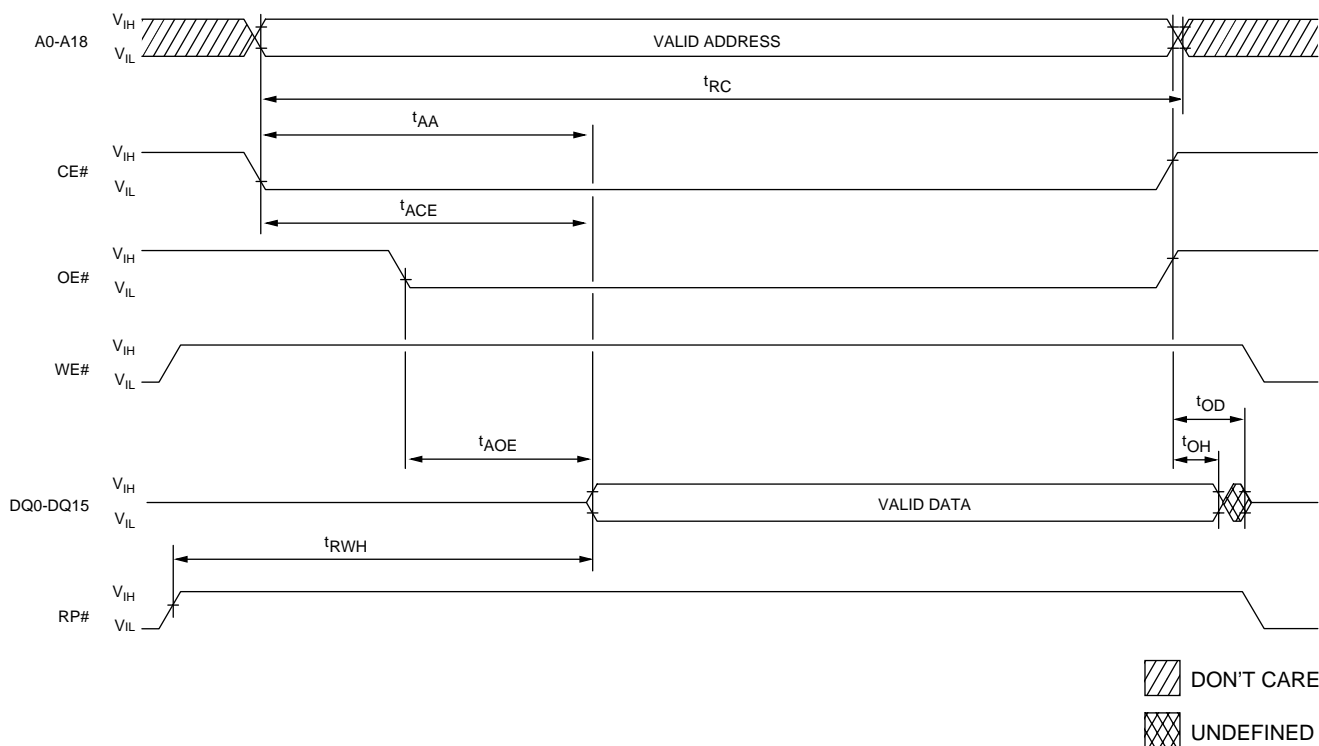 VIH
A0-A18
VALID ADDRESS
VIL
tRC
tAA
VIH
CE#
VIL
tACE
VIH
OE#
VIL
VIH
WE#
VIL
tOD
tAOE
tOH
VIH
DQ0-DQ15
VALID DATA
VIL
tRWH
VIH
RP#
VIL
DON'T CARE
UNDEFINED